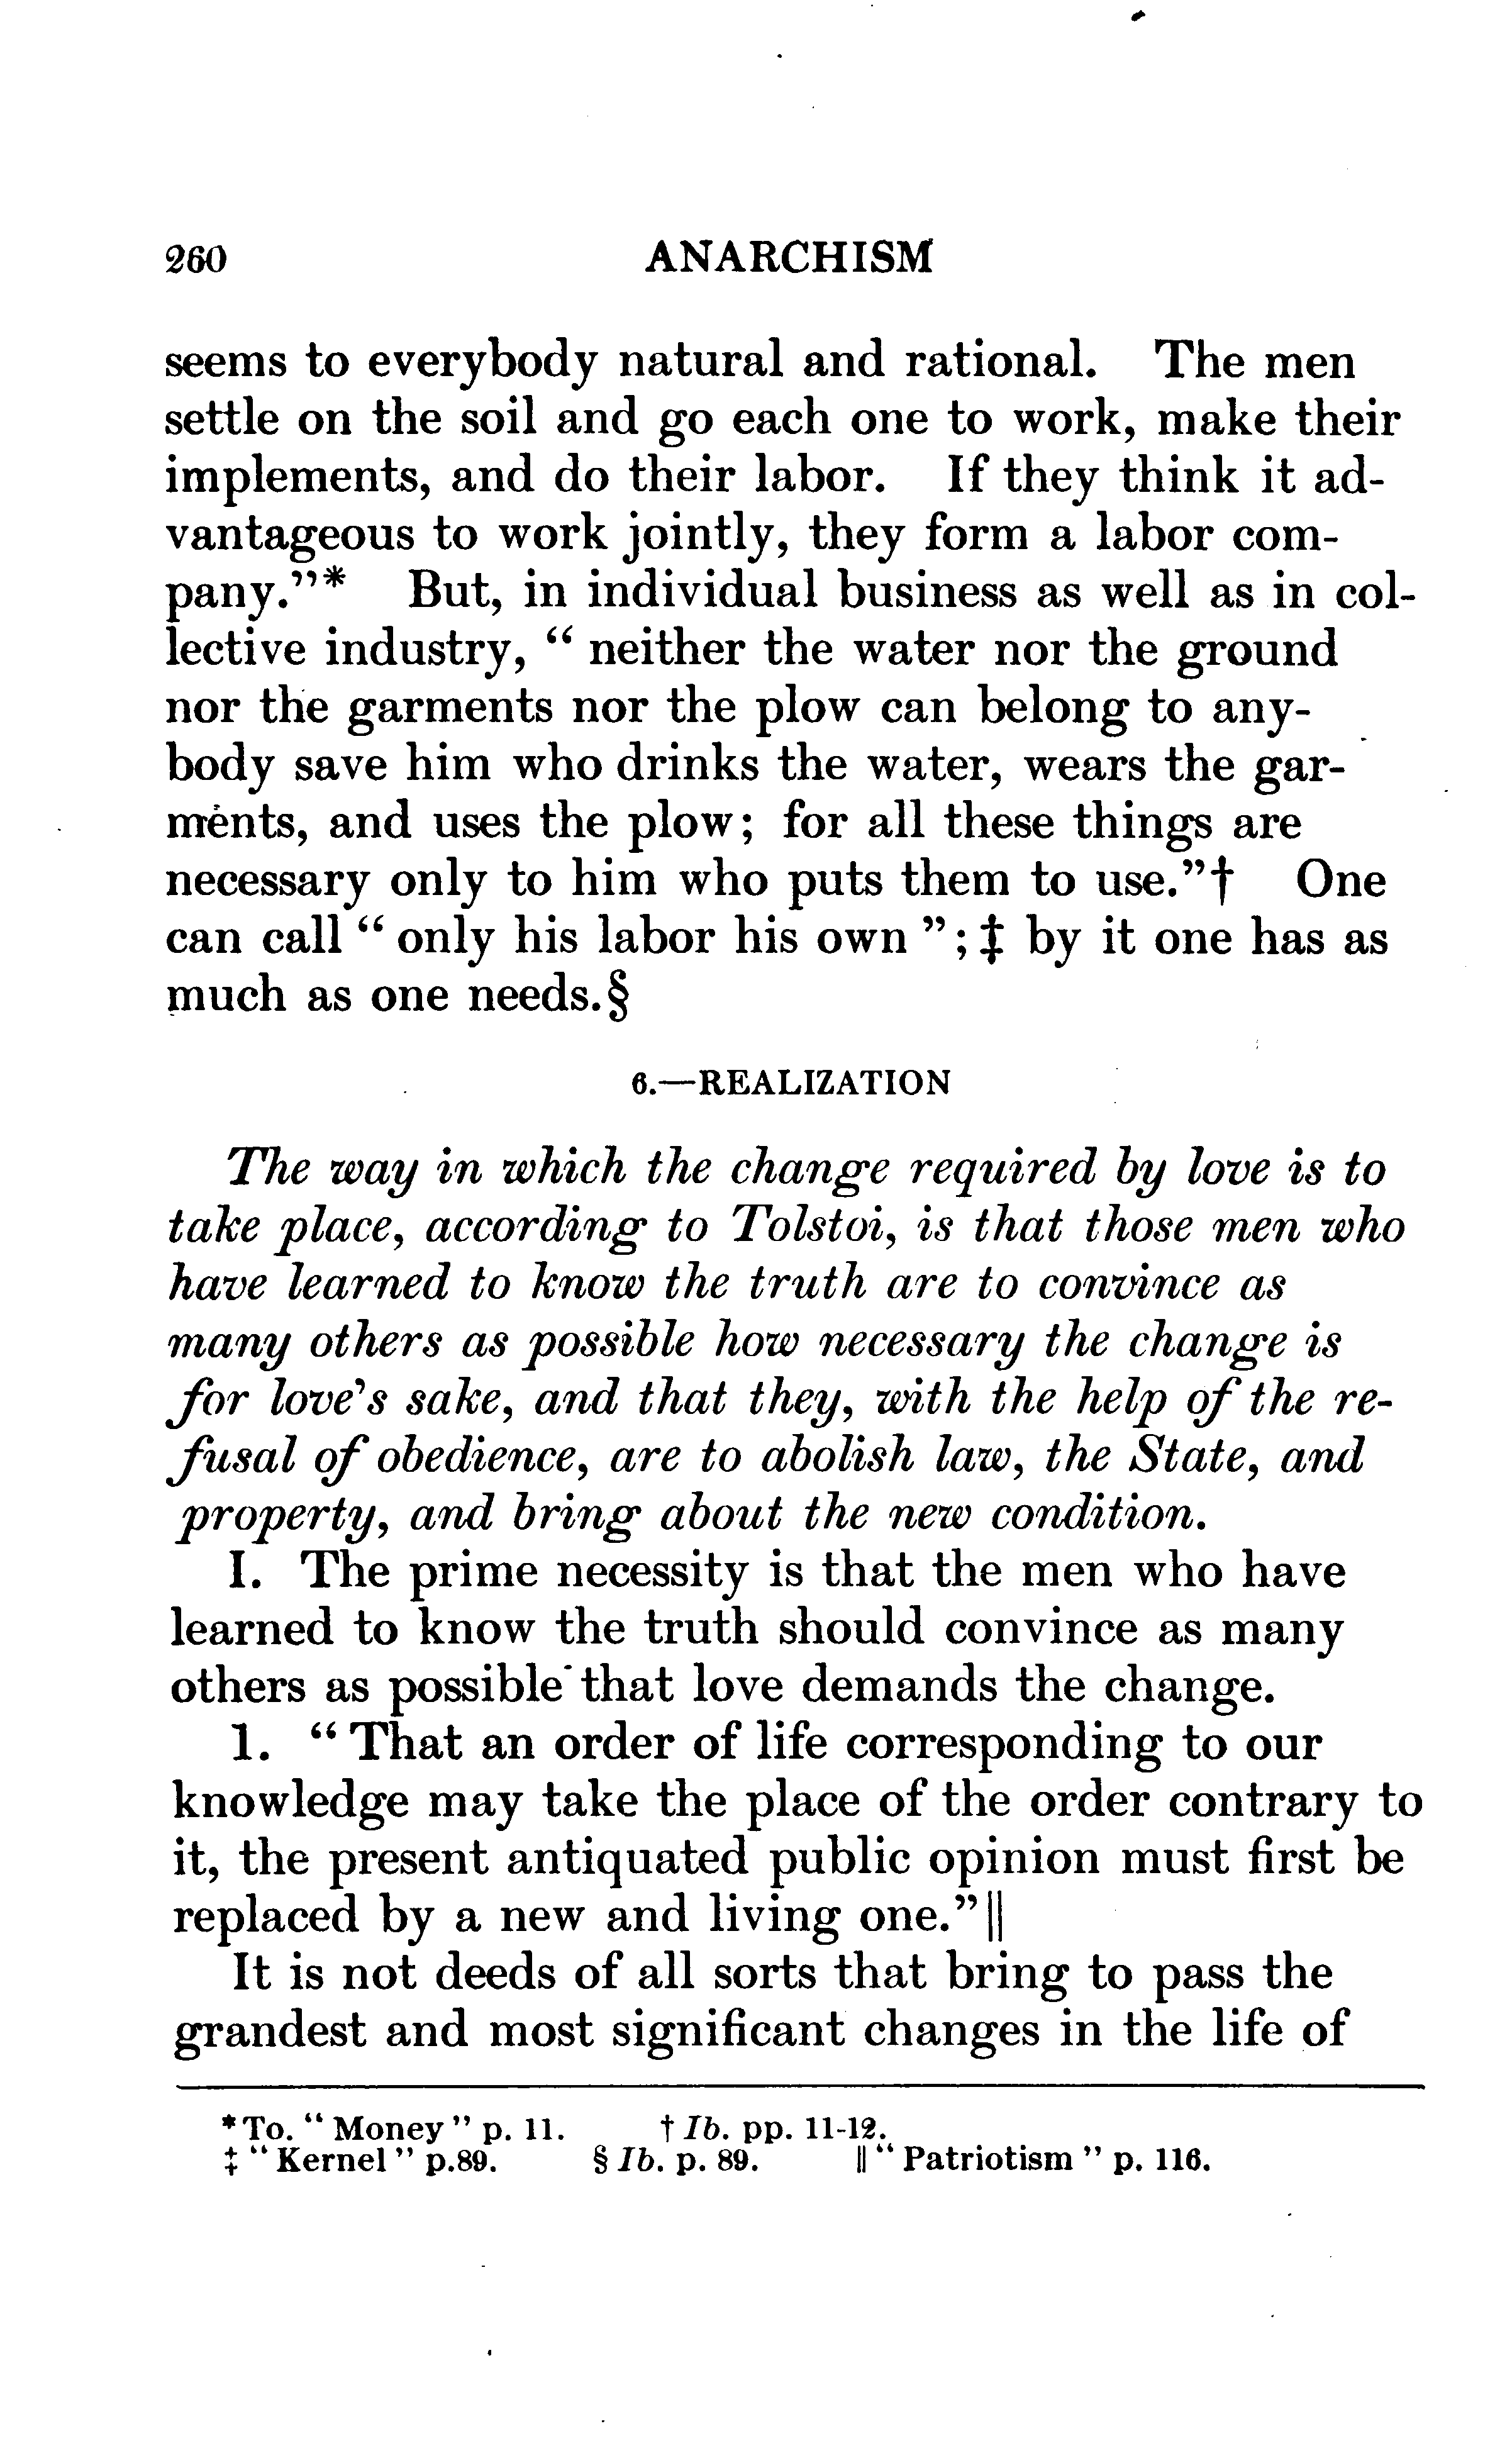 260 ANARCHISM
seems to everybody natural and rational. The men
settle on the soil and go each one to work, make their
implements, and do their labor. If they think it ad-
vantageous to work jointly, they form a labor com-
pany.”* But, in individual business as well as in col-
lective industry, “ neither the water nor the ground
nor the garments nor the plow can belong to any-
body save him who drinks the water, wears the gar-
ments, and uses the plow; for all these things are
necessary only to him who puts them to use.”† One
can call “ only his labor his own ”; ‡ by it one has as
much as one needs.§
6.—REALIZATION
The way in which the change required by love is to
take place, according to Tolstoi, is that those men who
have learned to know the truth are to convince as
many others as possible how necessary the change is
for love's sake, and that they, with the help of the re-
fusal of obedience, are to abolish law, the State, and
property, and bring about the new condition.
I. The prime necessity is that the men who have
learned to know the truth should convince as many
others as possible that love demands the change.
1. “ That an order of life corresponding to our
knowledge may take the place of the order contrary to
it, the present antiquated public opinion must first be
replaced by a new and living one.”||
It is not deeds of all sorts that bring to pass the
grandest and most significant changes in the life of
* To. “ Money ” p. 11. † Ib. pp. 11-12.
‡ “ Kernel ” p.89. § Ib. p. 89. || “ Patriotism ” p. 116.